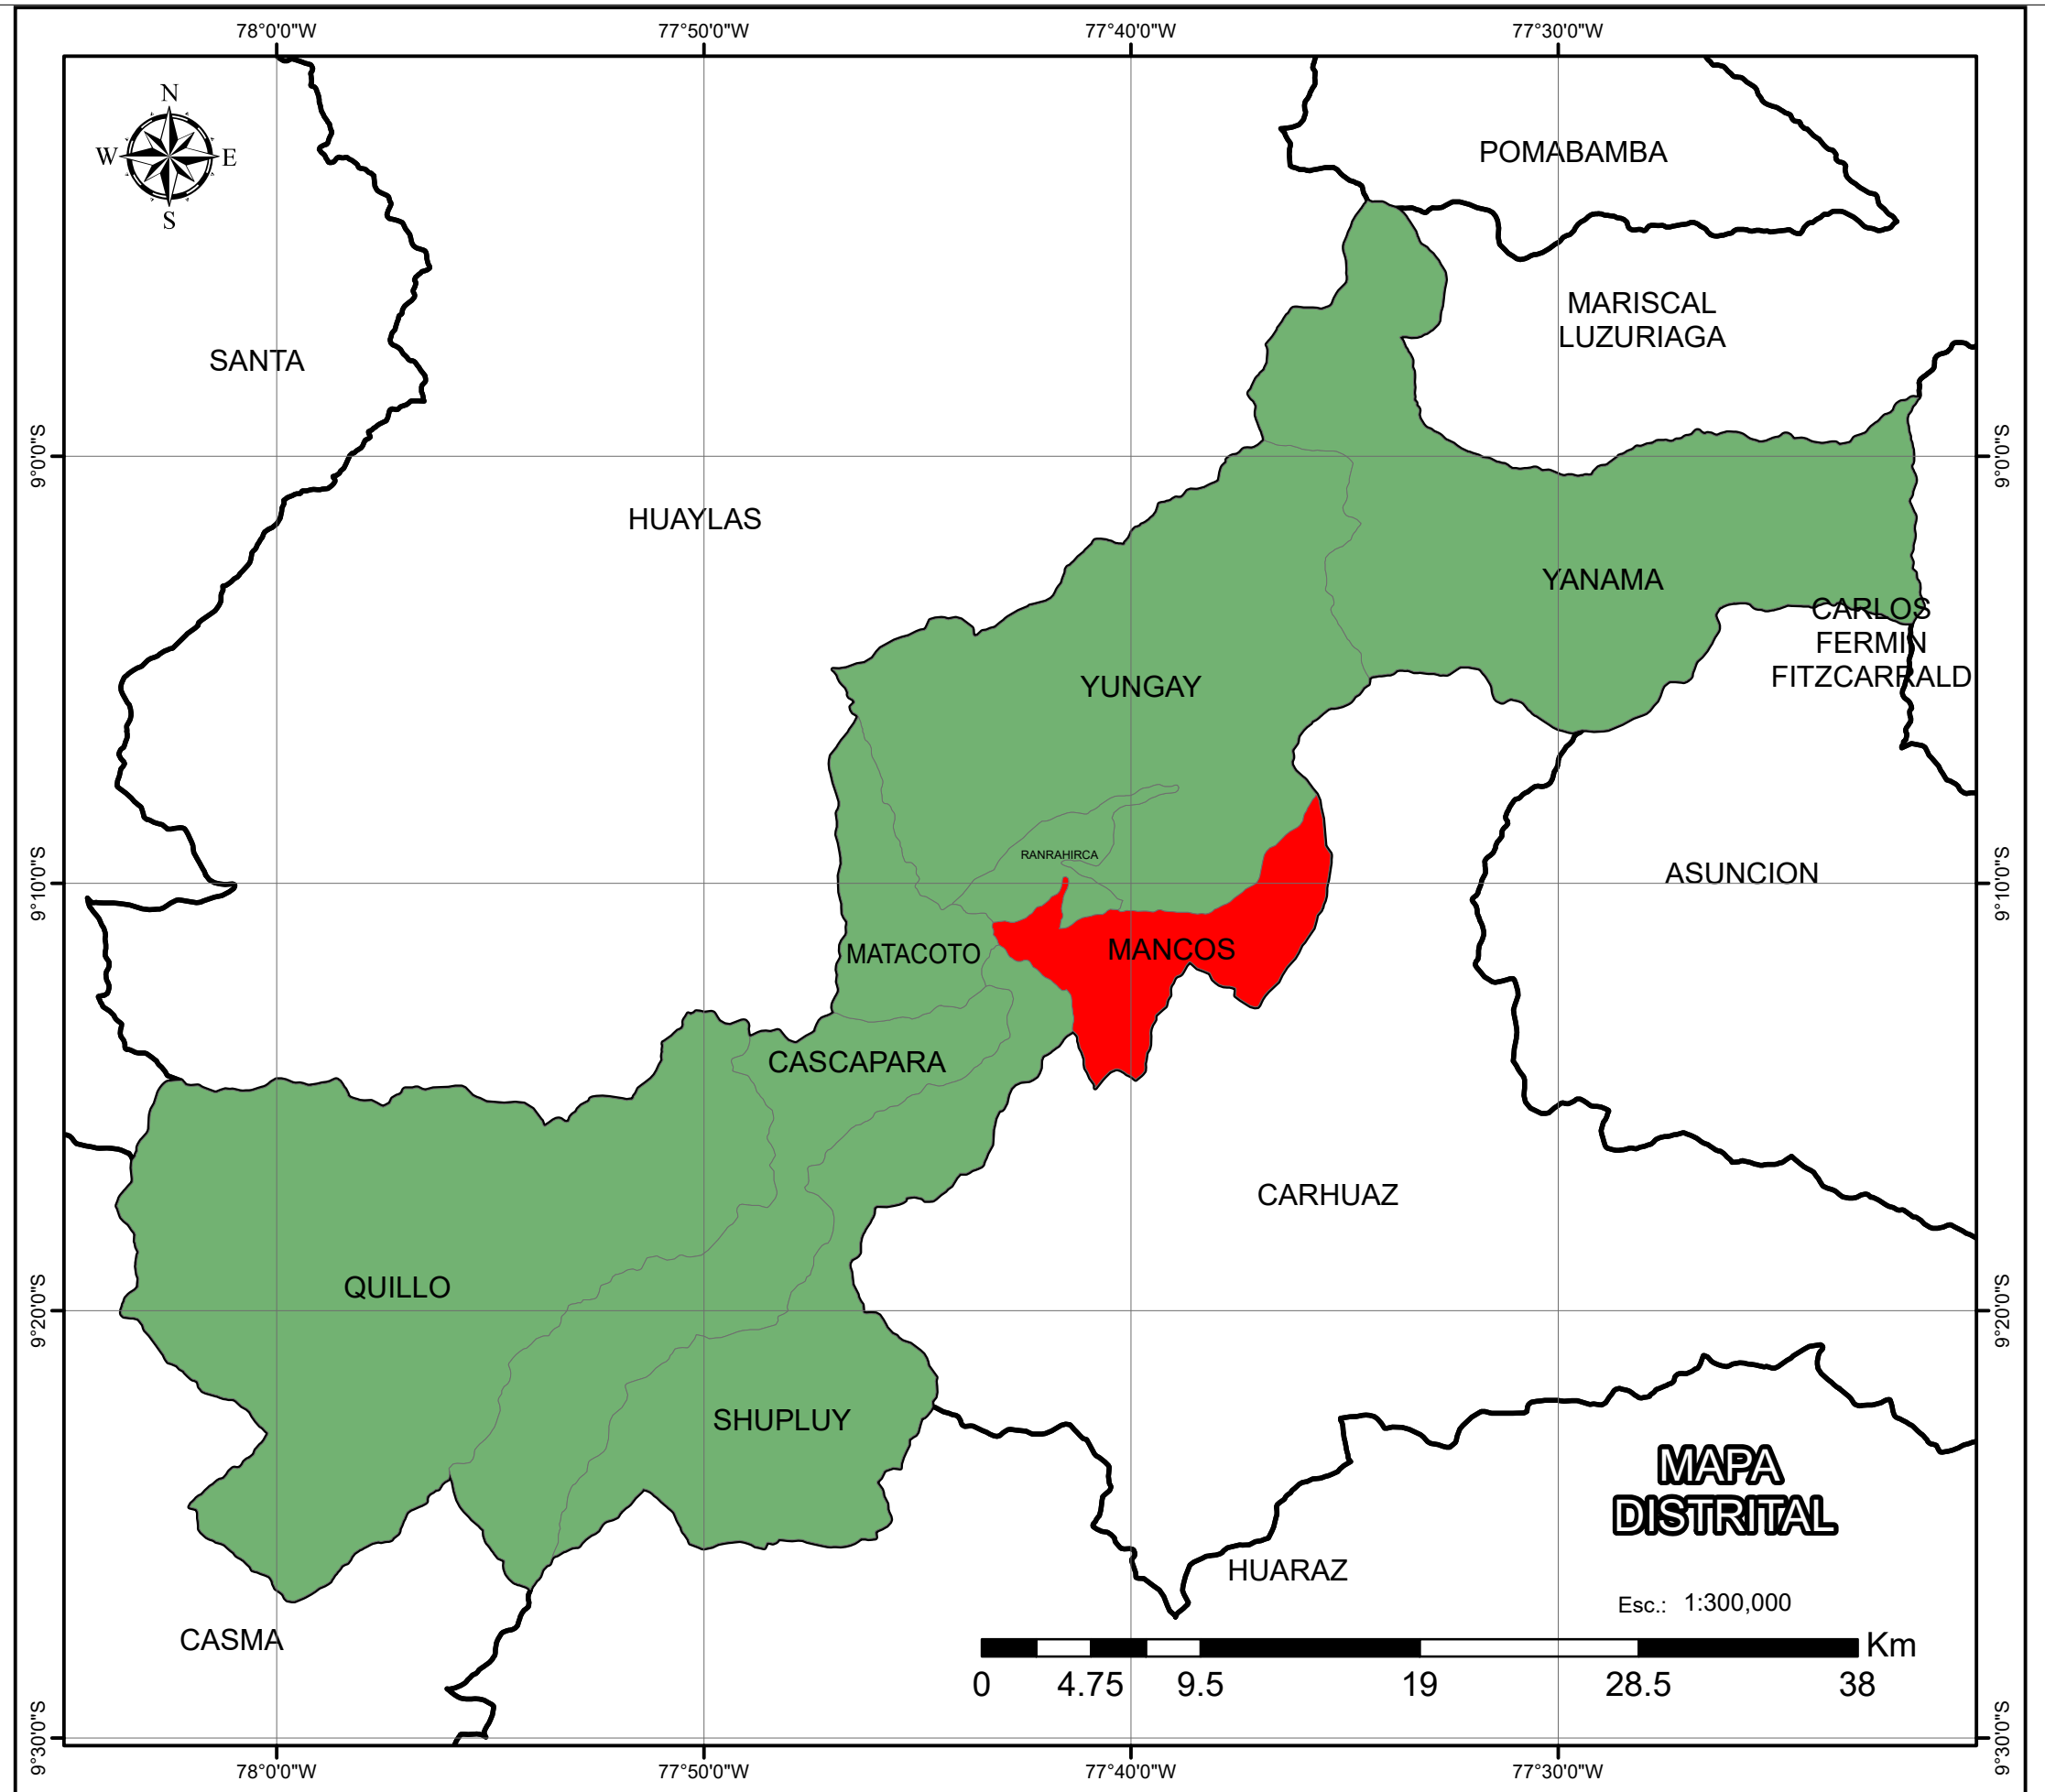 78°0'0"W
77°50'0"W
77°40'0"W
77°30'0"W
N
W
E
S
POMABAMBA
MARISCAL
LUZURIAGA
SANTA
9°0'0"S
9°0'0"S
HUAYLAS
YANAMA
CARLOS
FERMIN
FITZCARRALD
YUNGAY
RANRAHIRCA
9°10'0"S
9°10'0"S
ASUNCION
MATACOTO
MANCOS
CASCAPARA
CARHUAZ
QUILLO
9°20'0"S
9°20'0"S
SHUPLUY
MAPA
DISTRITAL
HUARAZ
Esc.: 1:300,000
CASMA
Km
0 4.75 9.5 19 28.5 38
9°30'0"S
9°30'0"S
78°0'0"W
77°50'0"W
77°40'0"W
77°30'0"W